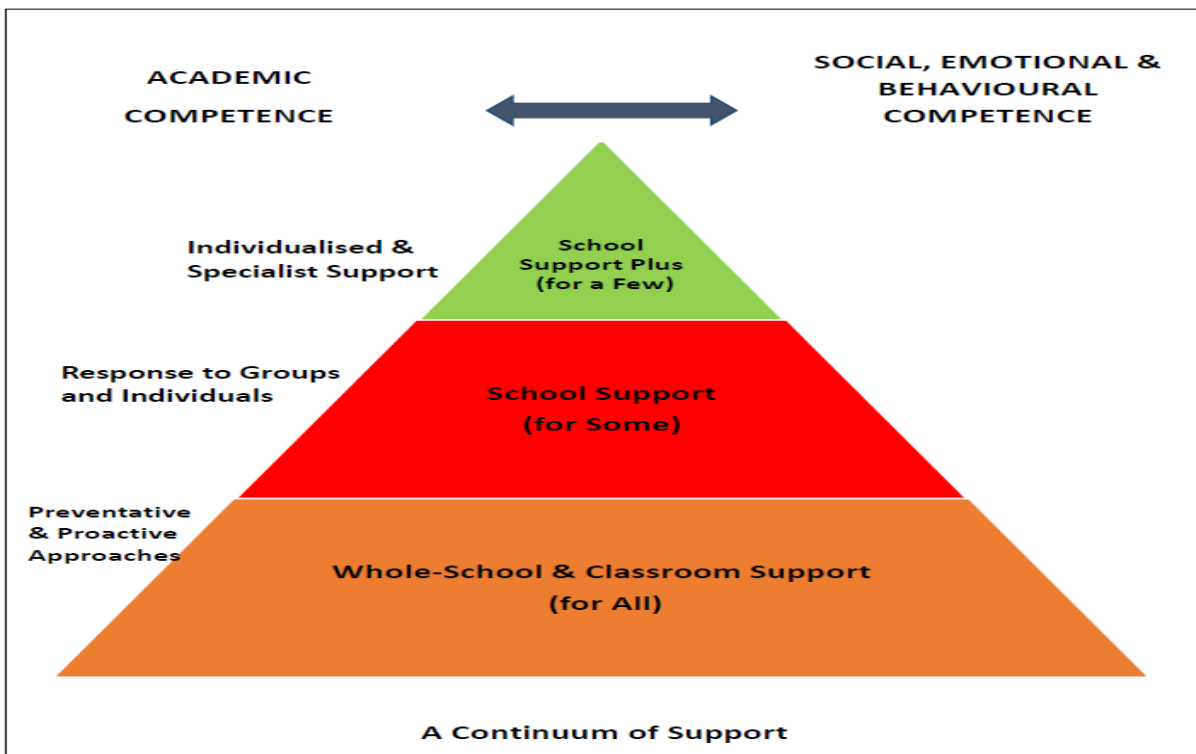 ACADEMIC
COMPETENCE
SOCIAL, EMOTIONAL &
BEHAVIOURAL
COMPETENCE
Individualised &
Specialist Support
School
Support Plus
(for a Few)
Response to Groups
and Individuals
School Support
(for Some)
Preventative
& Proactive
Approaches
Whole-School & Classroom Support
(for All)
A Continuum of Support